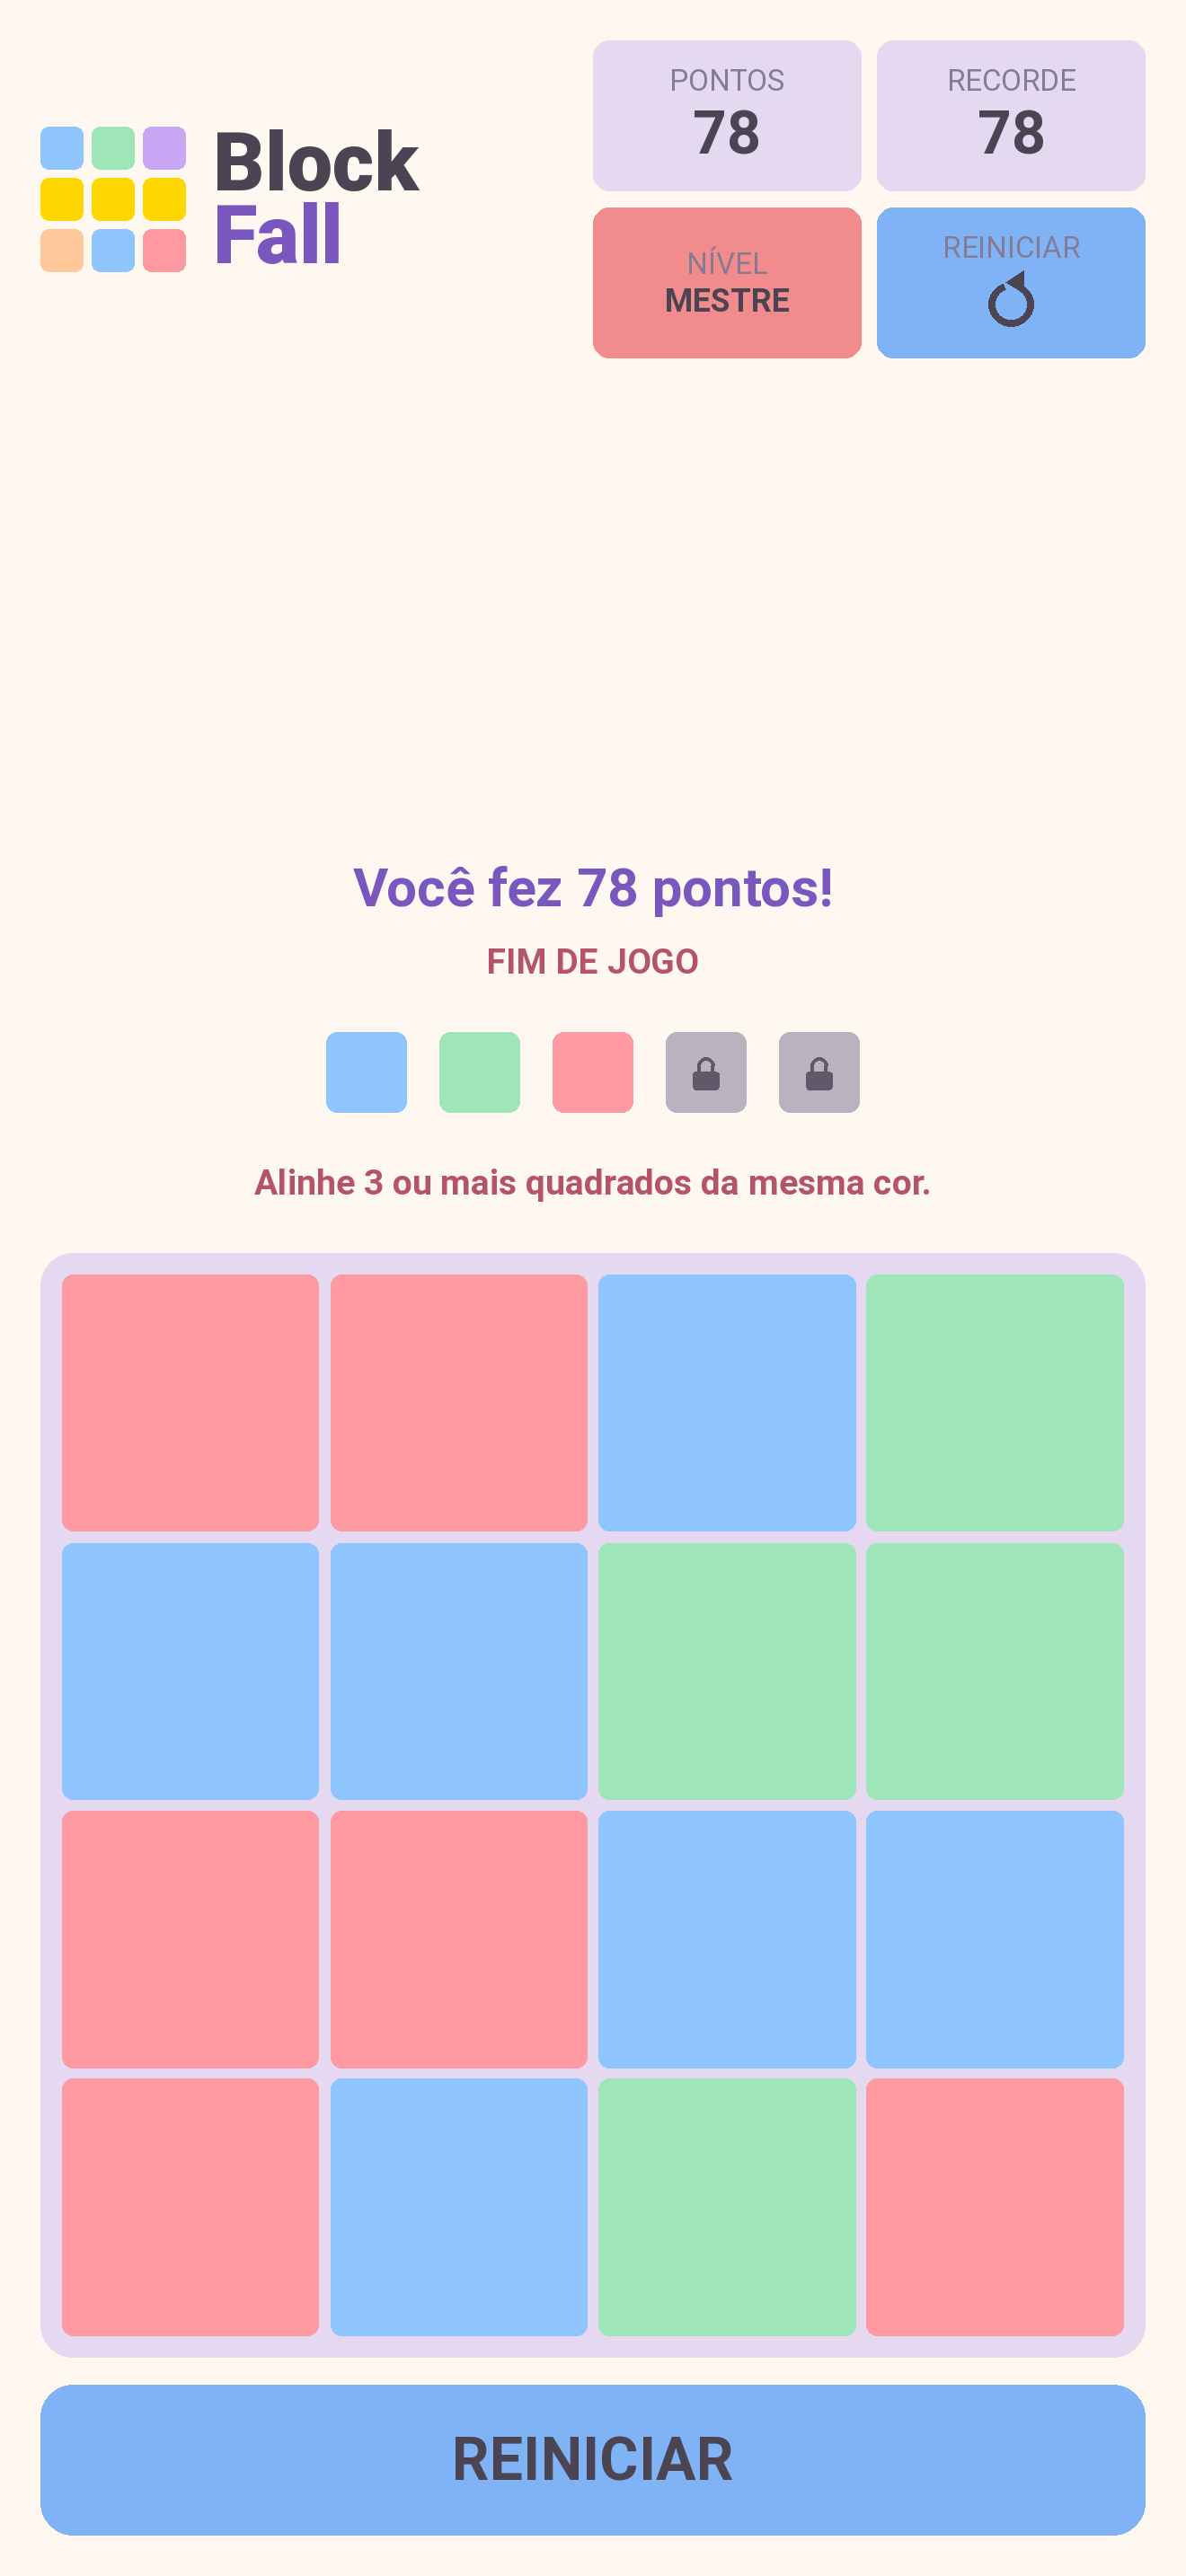 Block
Fall
PONTOS
78
RECORDE
78
NÍVEL
MESTRE
REINICIAR
Você fez 78 pontos!
FIM DE JOGO
Alinhe 3 ou mais quadrados da mesma cor.
REINICIAR